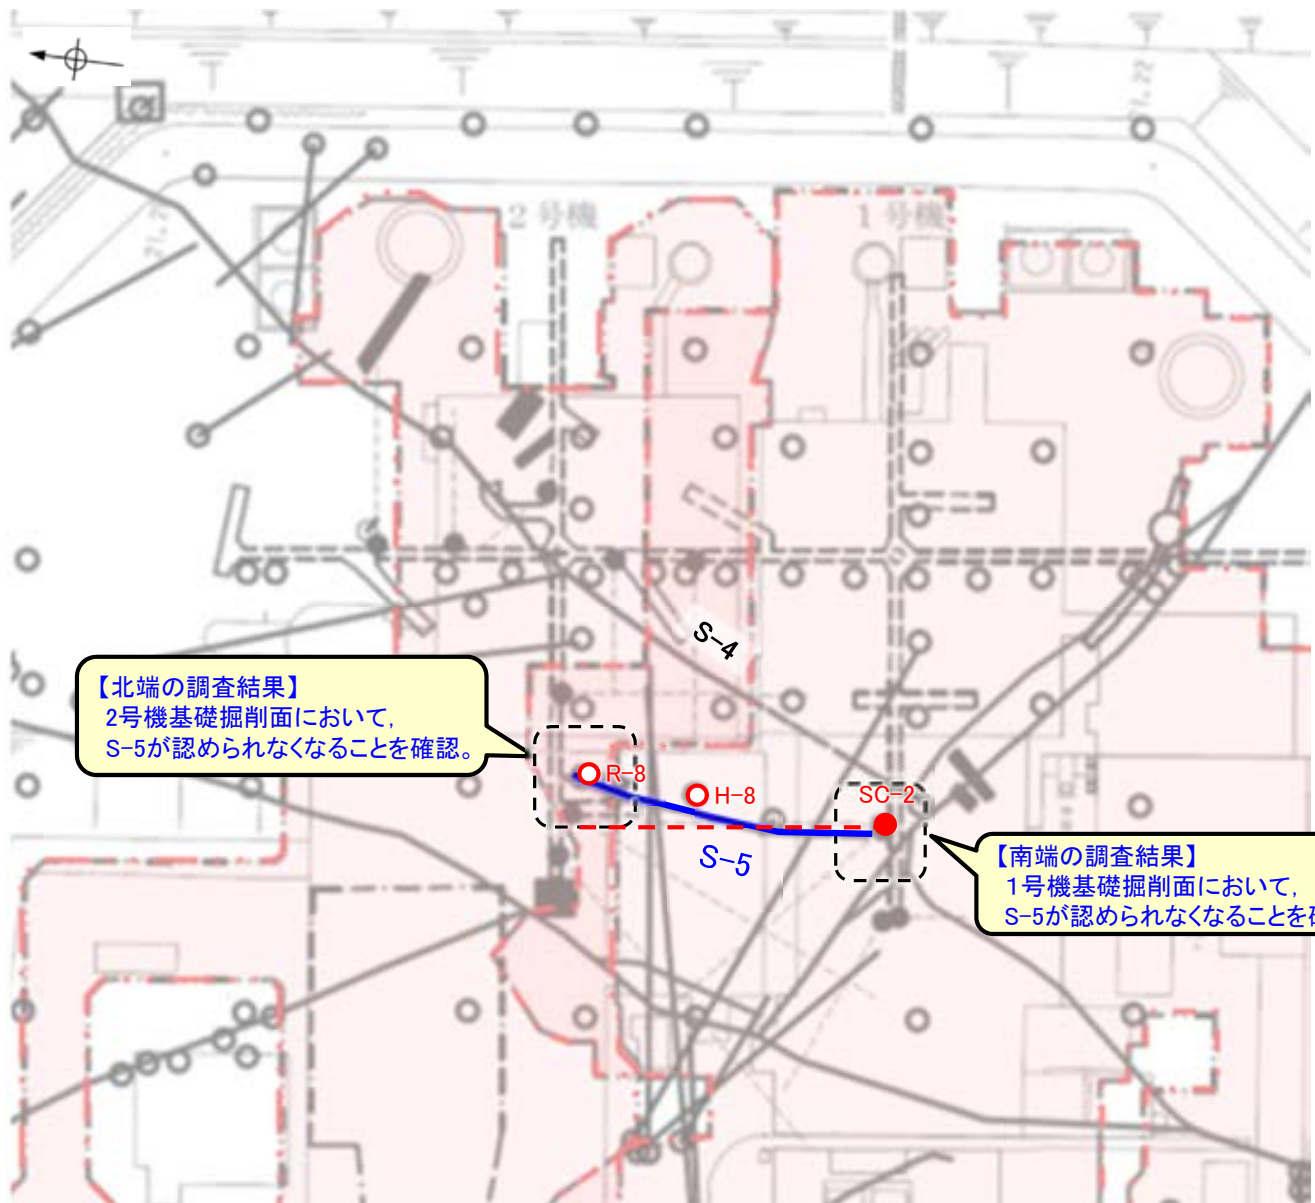 2号機
1号機
21.22
S-4
【北端の調査結果】
2号機基礎掘削面において,
S-5が認められなくなることを確認。
R-8
H-8
SC-2
S-5
【南端の調査結果】
1号機基礎掘削面において,
S-5が認められなくなることを